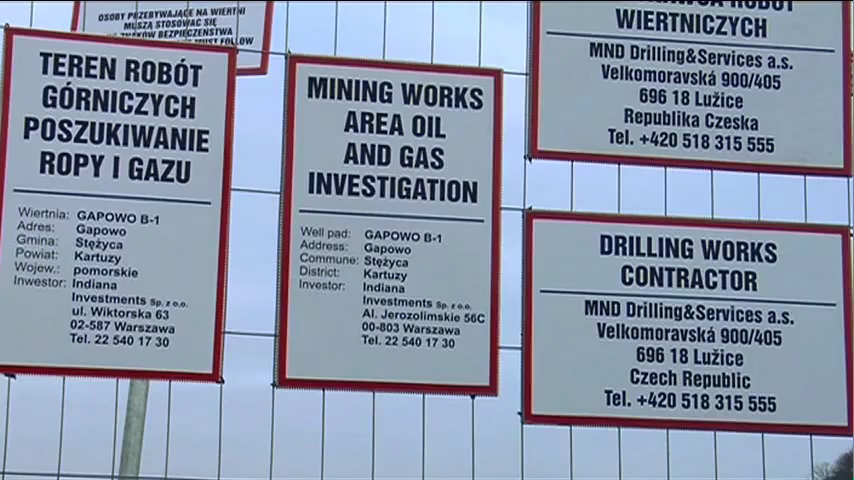 OSOBY PRZEBYWAJĄCE NA WIERTNI
MUSZĄ STOSOWAĆ SIĘ
BEZPIECZEŃSTWA
MUST FOLLOW
TEREN ROBÓT
GÓRNICZYCH
POSZUKIWANIE
ROPY I GAZU
Wiertnia: GAPOWO B-1
Adres: Gapowo
Gmina: Stężyca
Powiat: Kartuzy
Wojew.: pomorskie
Inwestor: Indiana
Investments Sp. z o.o.
ul. Wiktorska 63
02-587 Warszawa
Tel. 22 540 17 30
MINING WORKS
AREA OIL
AND GAS
INVESTIGATION
Well pad: GAPOWO B-1
Address: Gapowo
Commune: Stężyca
District: Kartuzy
Investor: Indiana
Investments Sp. z o.o.
Al. Jerozolimskie 56C
00-803 Warszawa
Tel. 22 540 17 30
ROBÓT
WIERTNICZYCH
MND Drilling&Services a.s.
Velkomoravská 900/405
696 18 Lužice
Republika Czeska
Tel. +420 518 315 555
DRILLING WORKS
CONTRACTOR
MND Drilling&Services a.s.
Velkomoravská 900/405
696 18 Lužice
Czech Republic
Tel. +420 518 315 555